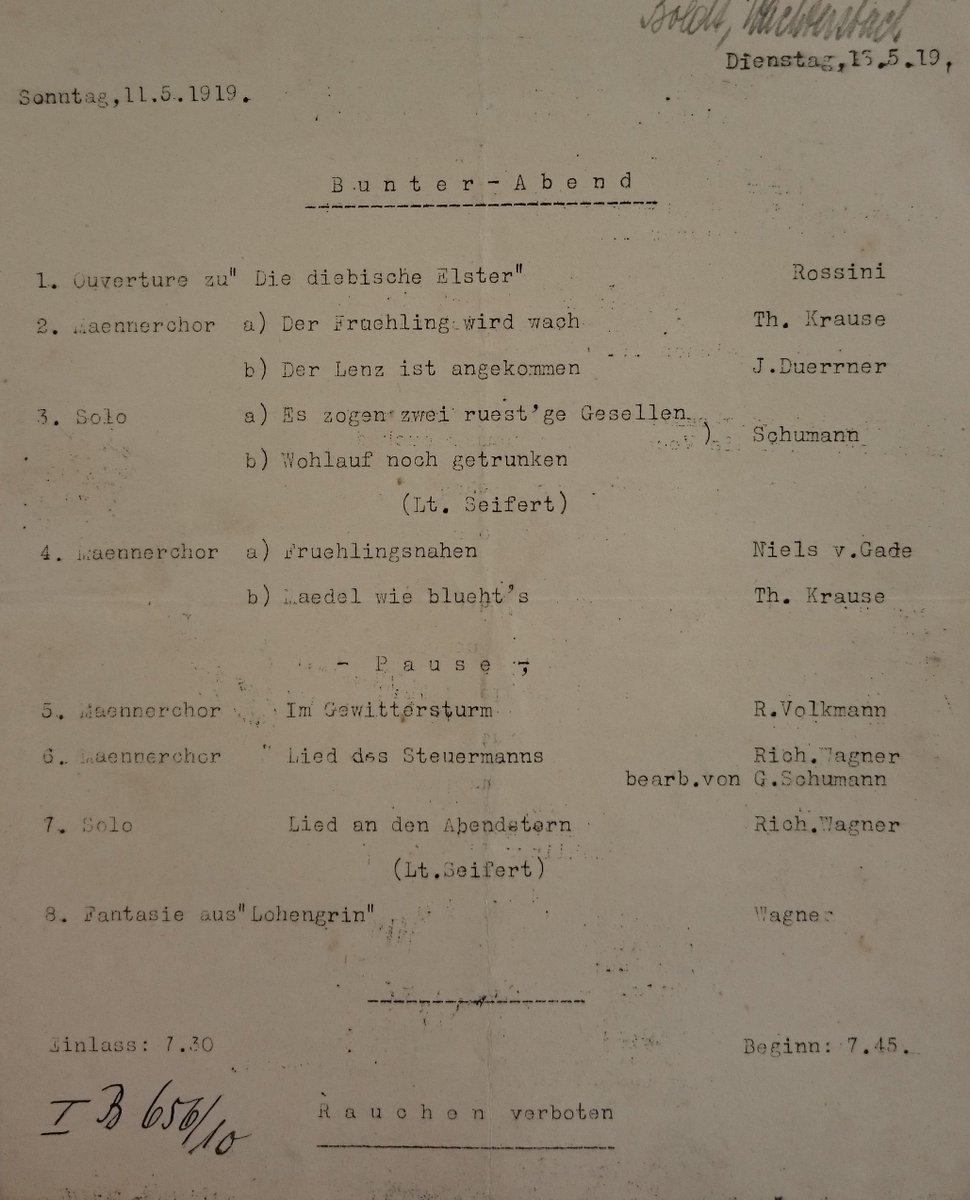 Boldt, Wächtersbach
Dienstag,13.5.19,
Sonntag,11.5.1919.
Bunter-Abend
1. Ouverture zu" Die diebische Elster" Rossini
2. Maennerchor a) Der Fruehling wird wach Th. Krause
b) Der Lenz ist angekommen J.Duerrner
3. Solo a) Es zogen zwei ruest'ge Gesellen
) Schumann
b) Wohlauf noch getrunken
(Lt. Seifert)
4. Maennerchor a) Fruehlingsnahen Niels v.Gade
b) Maedel wie blueht's Th. Krause
- Pause -
5. Maennerchor Im Gewittersturm R.Volkmann
6. Maennerchor " Lied des Steuermanns Rich.Wagner
bearb.von G.Schumann
7. Solo Lied an den Abendstern Rich.Wagner
(Lt.Seifert)
8. Fantasie aus"Lohengrin" Wagner
Einlass: 7.30 Beginn: 7.45.
I B 656/10
Rauchen verboten